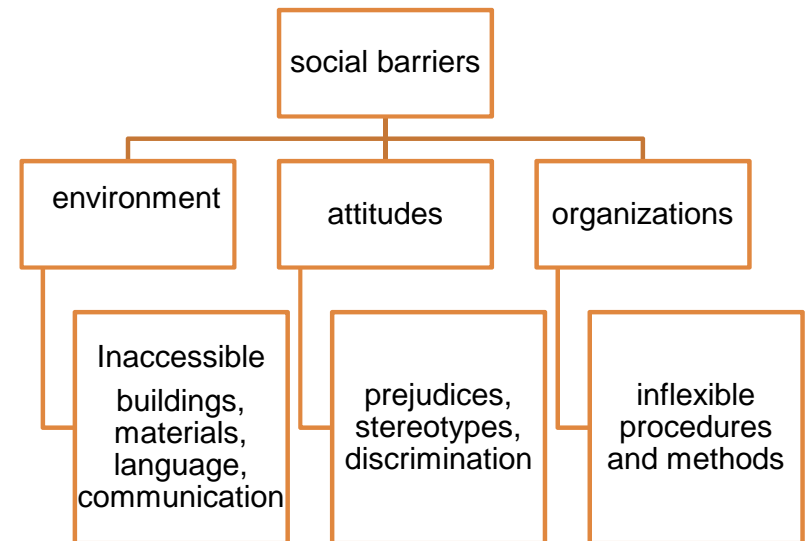 social barriers
environment
attitudes
organizations
Inaccessible
buildings,
materials,
language,
communication
prejudices,
stereotypes,
discrimination
inflexible
procedures
and methods